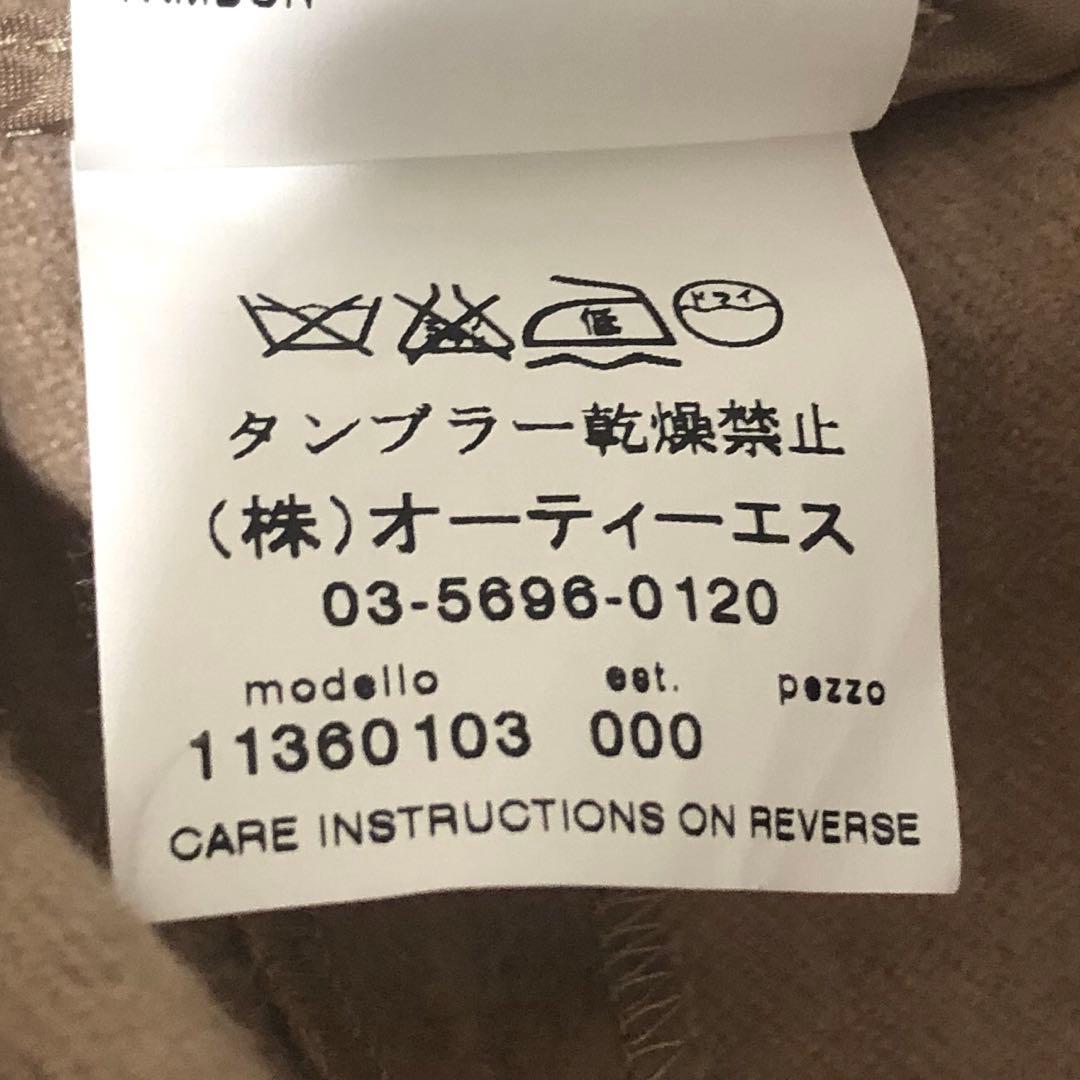 低 ドライ
タンブラー乾燥禁止
(株)オーティーエス
03-5696-0120
modello est. pezzo
11360103 000
CARE INSTRUCTIONS ON REVERSE